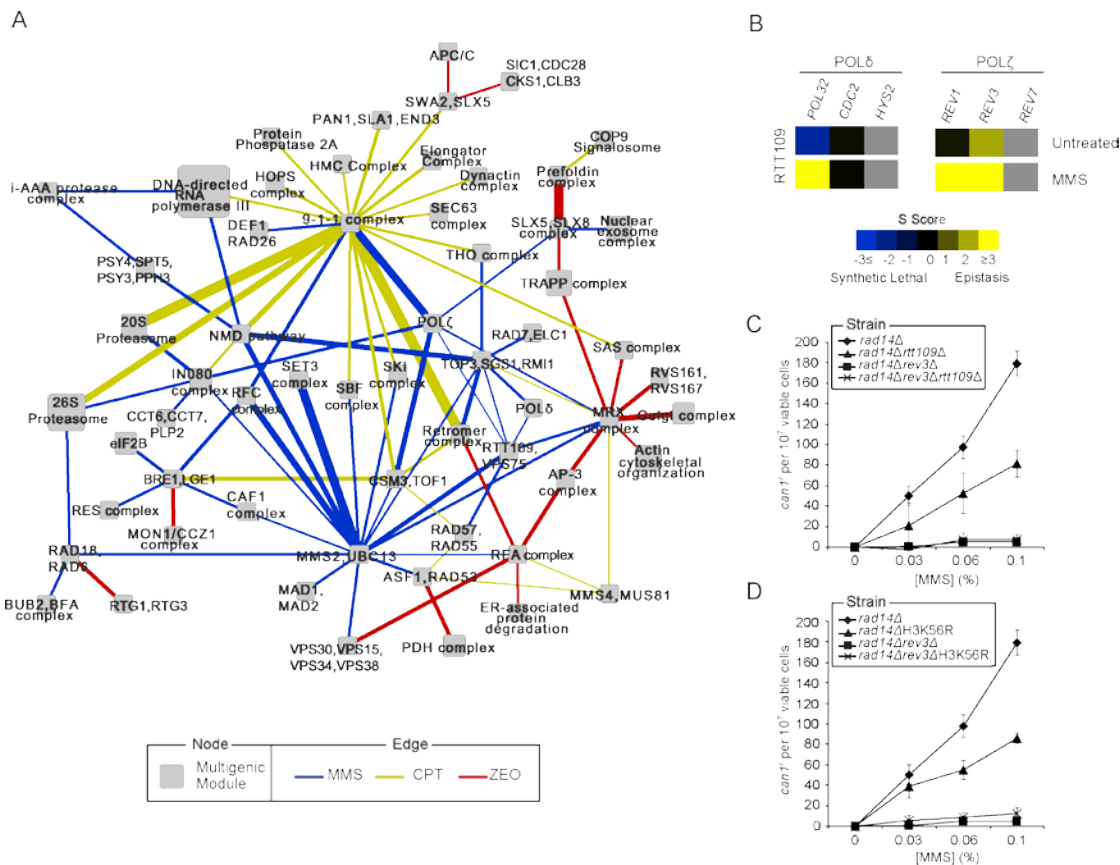 A
APC/C
SIC1,CDC28
CKS1,CLB3
SWA2,SLX5
PAN1,SLA1,END3
Protein
Phospatase 2A
HMC Complex
Elongator
Complex
COP9
Signalosome
Prefoldin
complex
i-AAA protease
complex
DNA-directed
RNA
polymerase III
HOPS
complex
Dynactin
complex
9-1-1 complex
SEC63
complex
SLX5,SLX8
complex
Nuclear
exosome complex
DEF1
RAD26
THO complex
TRAPP complex
PSY4,SPT5,
PSY3,PPH3
20S
Proteasome
NMD pathway
POLζ
RAD7,ELC1
TOP3,SGS1,RMI1
SAS complex
IN080
complex
SET3
complex
SKi
complex
RFC
complex
SBF
complex
RVS161,
RVS167
26S
Proteasome
CCT6,CCT7,
PLP2
POLδ
MRX
complex
Golgi complex
Retromer
complex
RTT109,
VPS75
Actin
cytoskeletal
organization
eIF2B
BRE1,LGE1
CSM3,TOF1
AP-3
complex
RES complex
CAF1
complex
MON1/CCZ1
complex
RAD57,
RAD55
RAD18,
RAD6
MMS2,UBC13
RFA complex
ASF1,RAD53
MMS4,MUS81
BUB2,BFA
complex
RTG1,RTG3
MAD1,
MAD2
ER-associated
protein
degradation
VPS30,VPS15,
VPS34,VPS38
PDH complex
Node
Multigenic
Module
Edge
MMS
CPT
ZEO
B
POLδ
POLζ
POL32
CDC2
HYS2
REV1
REV3
REV7
RTT109
Untreated
MMS
S Score
-3≤ -2 -1 0 1 2 ≥3
Synthetic Lethal Epistasis
C
Strain
rad14Δ
rad14Δrtt109Δ
rad14Δrev3Δ
rad14Δrev3Δrtt109Δ
can1ʳ per 10⁷ viable cells
200
180
160
140
120
100
80
60
40
20
0
0 0.03 0.06 0.1
[MMS] (%)
D
Strain
rad14Δ
rad14ΔH3K56R
rad14Δrev3Δ
rad14Δrev3ΔH3K56R
can1ʳ per 10⁷ viable cells
200
180
160
140
120
100
80
60
40
20
0
0 0.03 0.06 0.1
[MMS] (%)